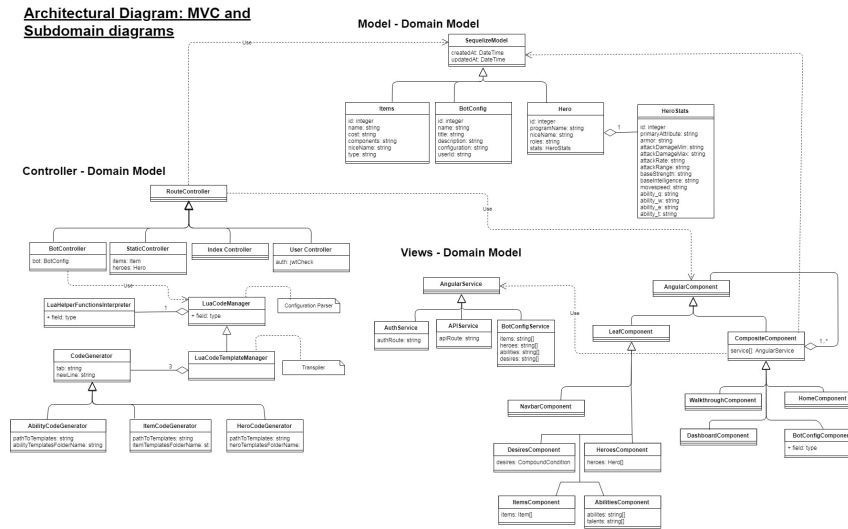 Architectural Diagram: MVC and
Subdomain diagrams
Model - Domain Model
SequelizeModel
createdAt: DateTime
updatedAt: DateTime
Use
Items
id: integer
name: string
cost: string
components: string
niceName: string
type: string
BotConfig
id: integer
name: string
title: string
description: string
configuration: string
userId: string
Hero
id: integer
programName: string
niceName: string
roles: string
stats: HeroStats
1
HeroStats
id: integer
primaryAttribute: string
armor: string
attackDamageMin: string
attackDamageMax: string
attackRate: string
attackRange: string
baseStrength: string
baseIntelligence: string
movespeed: string
ability_q: string
ability_w: string
ability_e: string
ability_t: string
Controller - Domain Model
RouteController
Use
Use
BotController
bot: BotConfig
StaticController
items: Item
heroes: Hero
Index Controller
User Controller
auth: jwtCheck
Use
LuaHelperFunctionsInterpreter
+ field: type
1
LuaCodeManager
+ field: type
Configuration Parser
CodeGenerator
tab: string
newLine: string
3
LuaCodeTemplateManager
Transpiler
AbilityCodeGenerator
pathToTemplates: string
abilityTemplatesFolderName: string
ItemCodeGenerator
pathToTemplates: string
itemTemplatesFolderName: st
HeroCodeGenerator
pathToTemplates: string
heroTemplatesFolderName:
Views - Domain Model
AngularService
AngularComponent
Use
AuthService
authRoute: string
APIService
apiRoute: string
BotConfigService
items: string[]
heroes: string[]
abilities: string[]
desires: string[]
LeafComponent
CompositeComponent
service[]: AngularService
1..*
NavbarComponent
WalkthroughComponent
HomeComponent
DashboardComponent
BotConfigComponen
+ field: type
DesiresComponent
desires: CompoundCondition
HeroesComponent
heroes: Hero[]
ItemsComponent
items: Item[]
AbilitiesComponent
abilites: string[]
talents: string[]